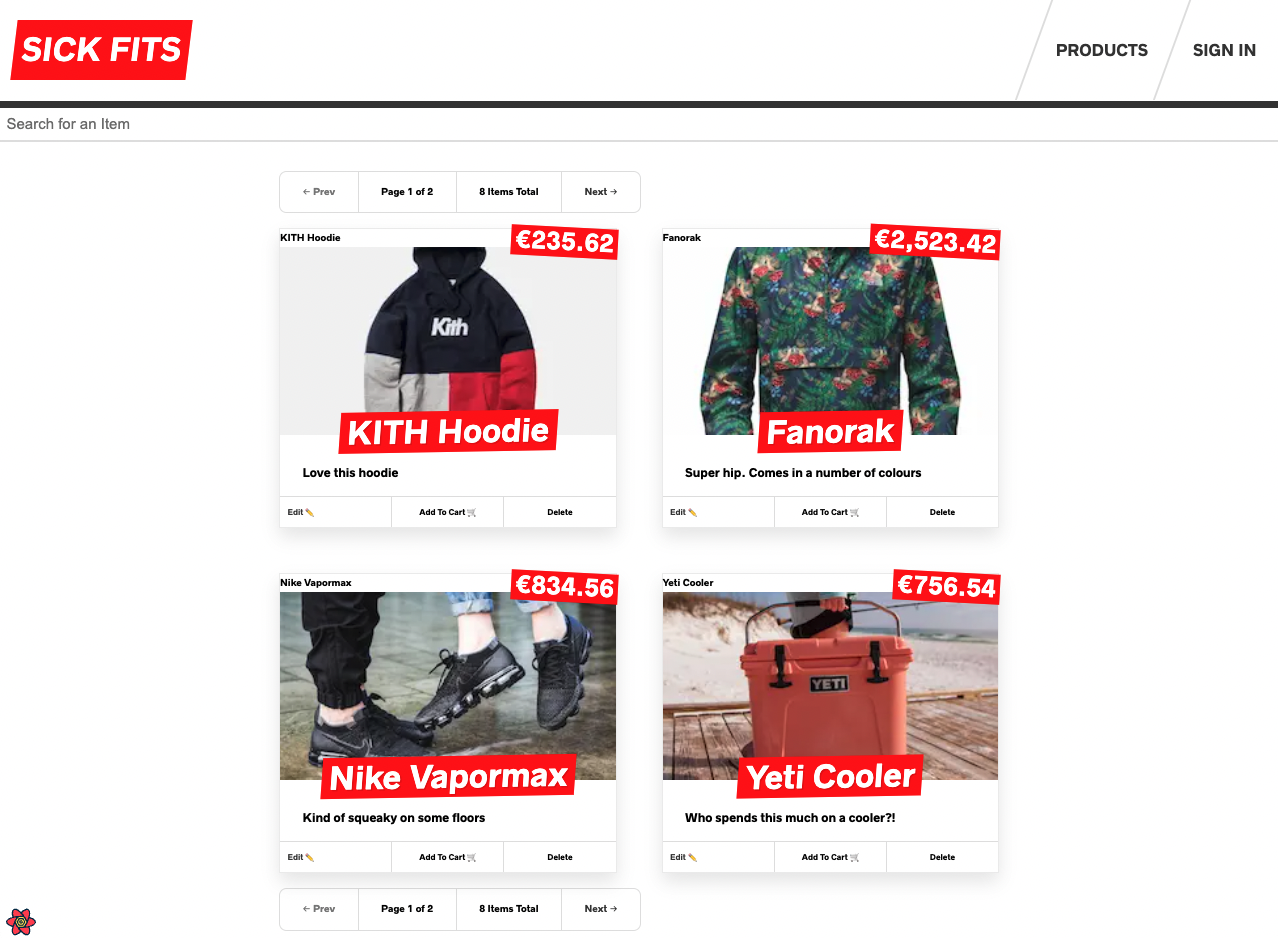 SICK FITS
PRODUCTS
SIGN IN
Search for an Item
← Prev
Page 1 of 2
8 Items Total
Next →
KITH Hoodie
€235.62
Kith
KITH Hoodie
Love this hoodie
Edit ✏️
Add To Cart 🛒
Delete
Fanorak
€2,523.42
Fanorak
Super hip. Comes in a number of colours
Edit ✏️
Add To Cart 🛒
Delete
Nike Vapormax
€834.56
Nike Vapormax
Kind of squeaky on some floors
Edit ✏️
Add To Cart 🛒
Delete
Yeti Cooler
€756.54
YETI
Yeti Cooler
Who spends this much on a cooler?!
Edit ✏️
Add To Cart 🛒
Delete
← Prev
Page 1 of 2
8 Items Total
Next →